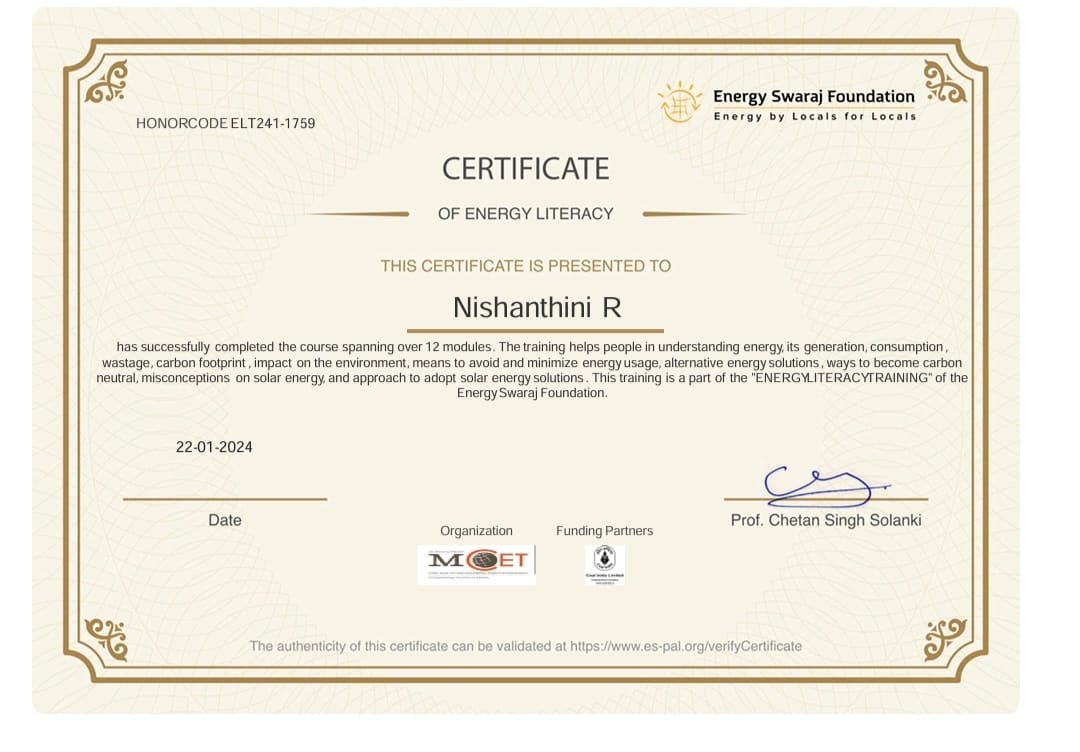 HONORCODE ELT241-1759
Energy Swaraj Foundation
Energy by Locals for Locals
CERTIFICATE
OF ENERGY LITERACY
THIS CERTIFICATE IS PRESENTED TO
Nishanthini R
has successfully completed the course spanning over 12 modules. The training helps people in understanding energy, its generation, consumption,
wastage, carbon footprint, impact on the environment, means to avoid and minimize energy usage, alternative energy solutions, ways to become carbon
neutral, misconceptions on solar energy, and approach to adopt solar energy solutions. This training is a part of the "ENERGYLITERACYTRAINING" of the
Energy Swaraj Foundation.
22-01-2024
Date
Prof. Chetan Singh Solanki
Organization
Funding Partners
MCET
Coal India Limited
The authenticity of this certificate can be validated at https://www.es-pal.org/verifyCertificate